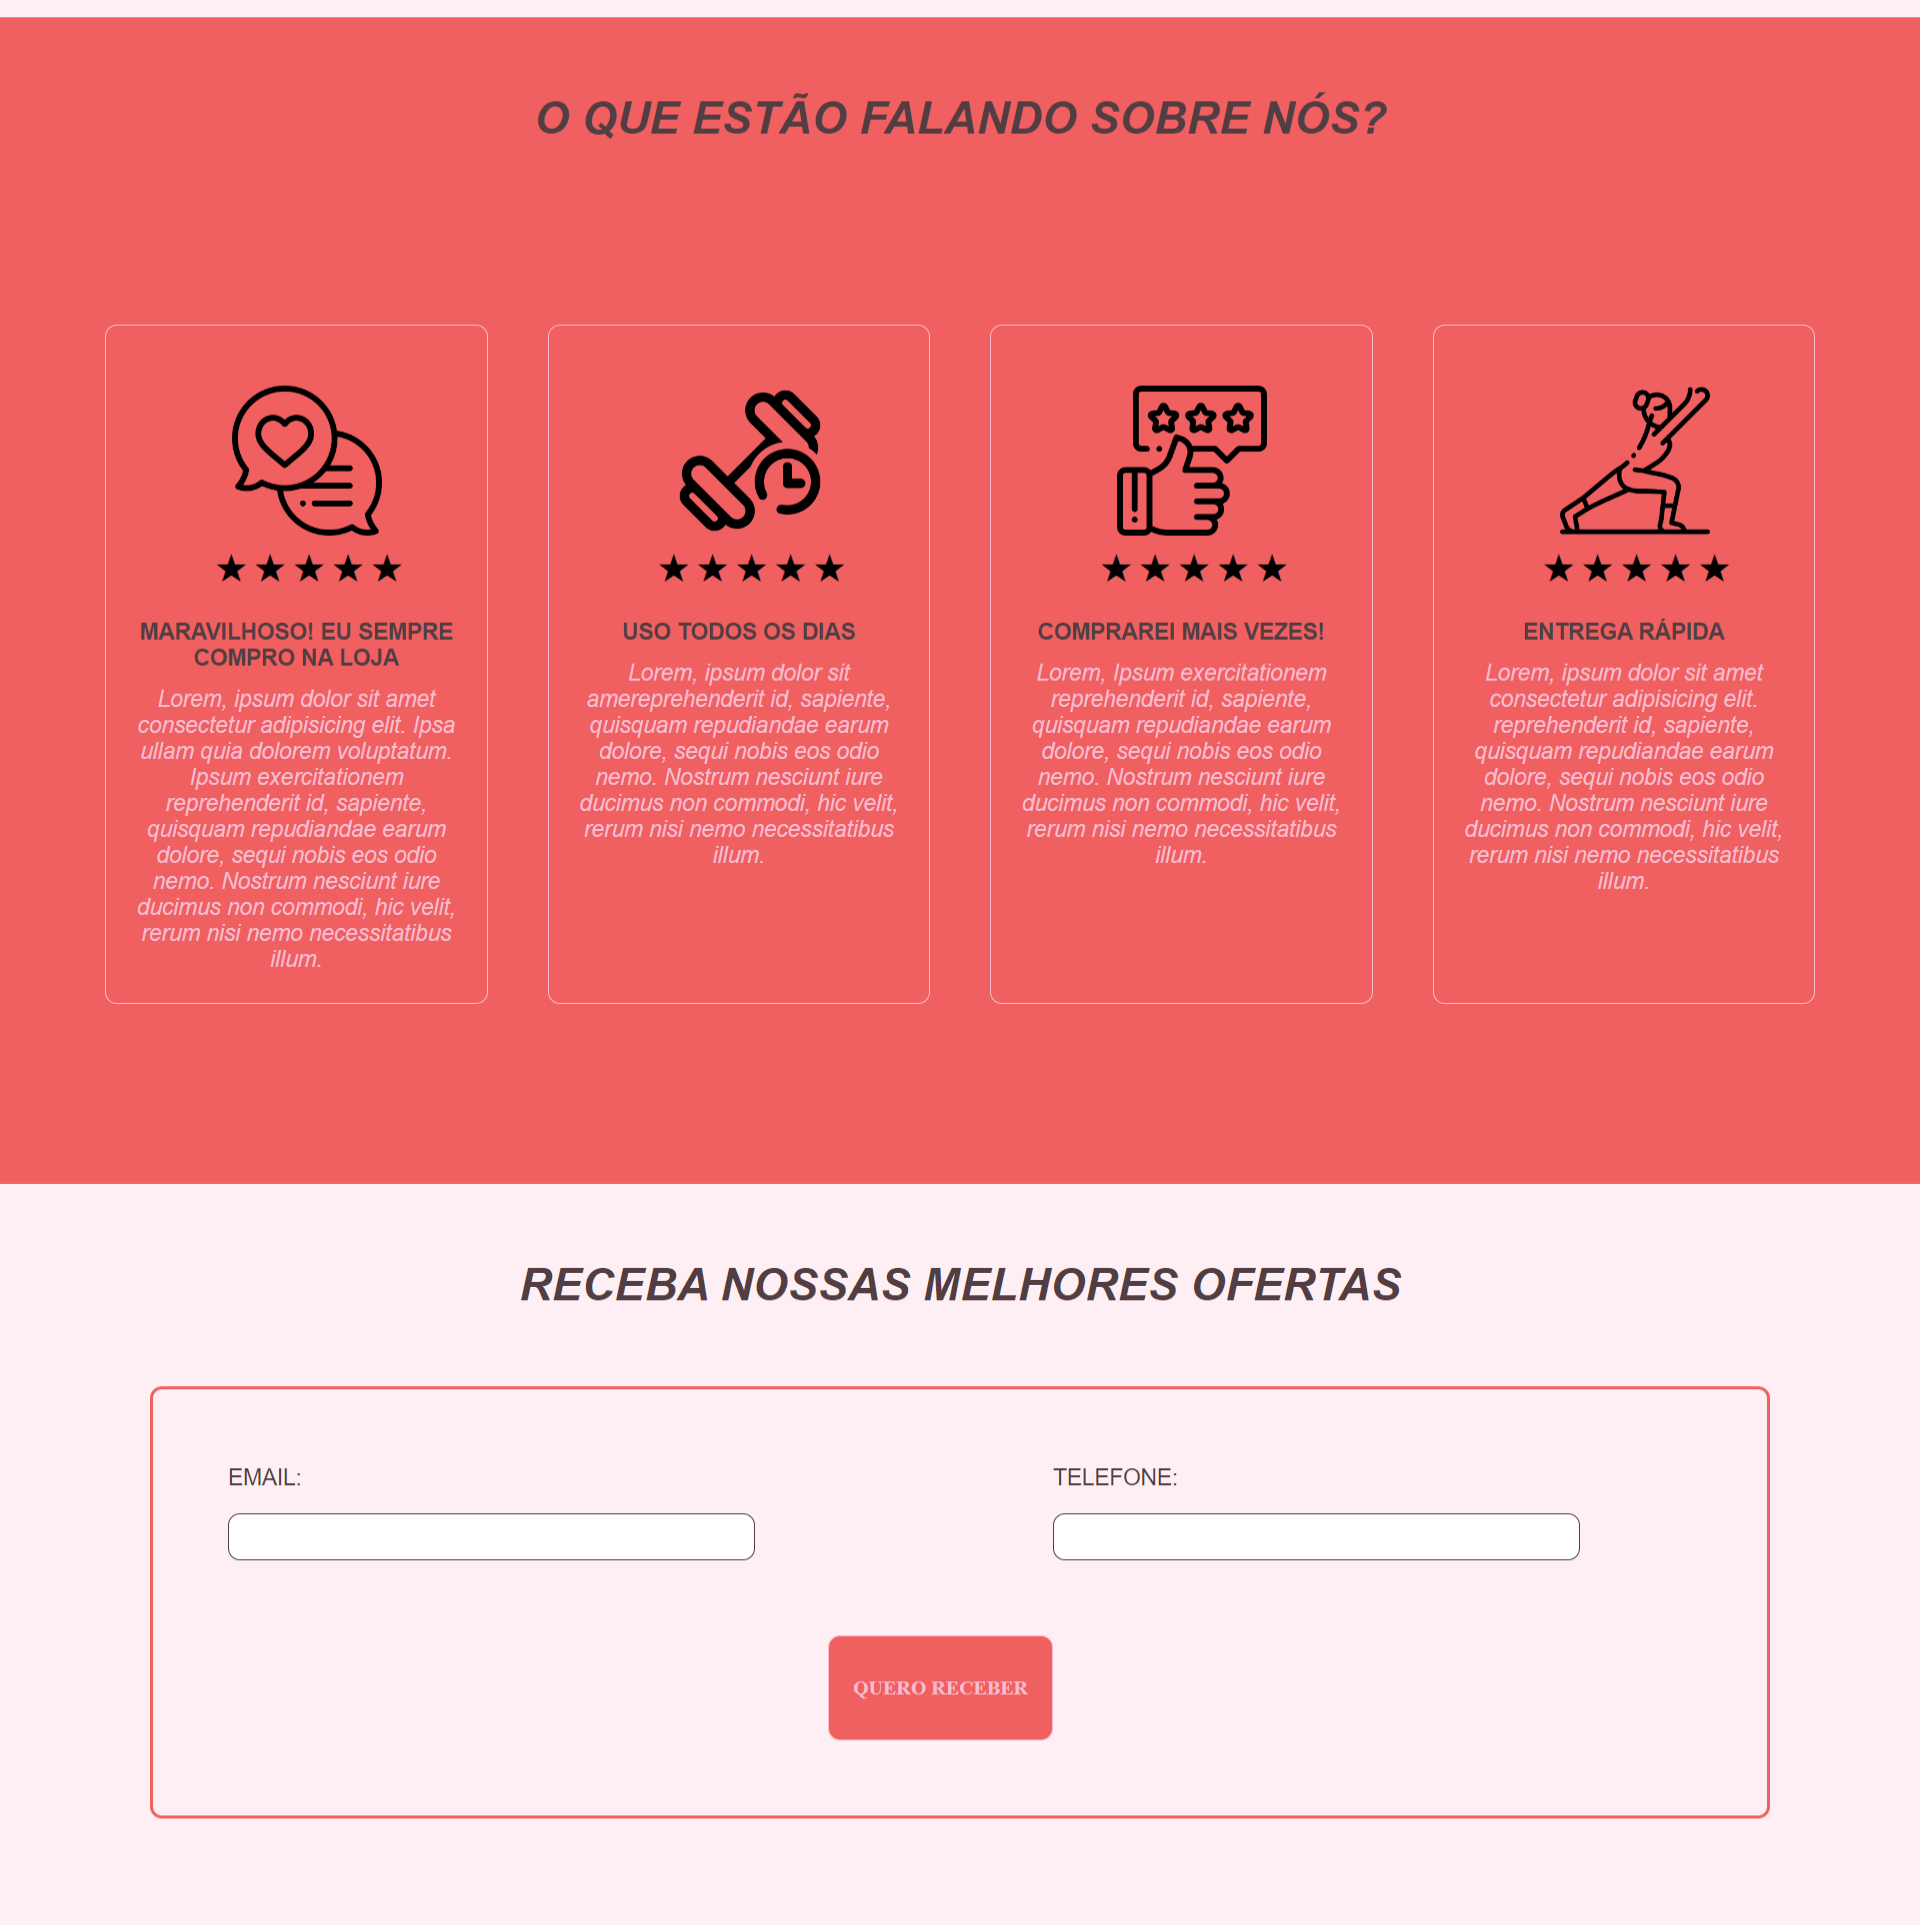 O QUE ESTÃO FALANDO SOBRE NÓS?
MARAVILHOSO! EU SEMPRE
COMPRO NA LOJA
Lorem, ipsum dolor sit amet
consectetur adipisicing elit. Ipsa
ullam quia dolorem voluptatum.
Ipsum exercitationem
reprehenderit id, sapiente,
quisquam repudiandae earum
dolore, sequi nobis eos odio
nemo. Nostrum nesciunt iure
ducimus non commodi, hic velit,
rerum nisi nemo necessitatibus
illum.
USO TODOS OS DIAS
Lorem, ipsum dolor sit
amereprehenderit id, sapiente,
quisquam repudiandae earum
dolore, sequi nobis eos odio
nemo. Nostrum nesciunt iure
ducimus non commodi, hic velit,
rerum nisi nemo necessitatibus
illum.
COMPRAREI MAIS VEZES!
Lorem, Ipsum exercitationem
reprehenderit id, sapiente,
quisquam repudiandae earum
dolore, sequi nobis eos odio
nemo. Nostrum nesciunt iure
ducimus non commodi, hic velit,
rerum nisi nemo necessitatibus
illum.
ENTREGA RÁPIDA
Lorem, ipsum dolor sit amet
consectetur adipisicing elit.
reprehenderit id, sapiente,
quisquam repudiandae earum
dolore, sequi nobis eos odio
nemo. Nostrum nesciunt iure
ducimus non commodi, hic velit,
rerum nisi nemo necessitatibus
illum.
RECEBA NOSSAS MELHORES OFERTAS
EMAIL:
TELEFONE:
QUERO RECEBER